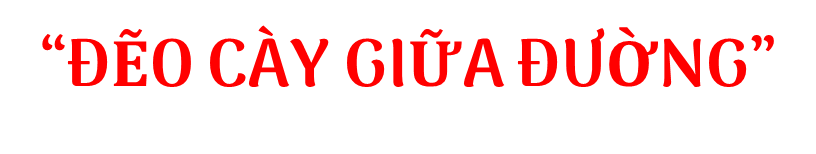 “ĐẼO CÀY GIỮA ĐƯỜNG”